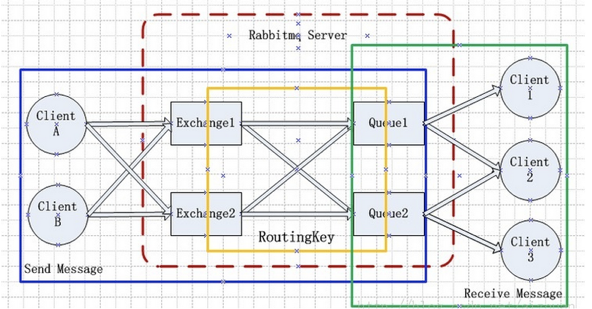 Rabbitmq Server
Client
A
Client
B
Exchange1
Exchange2
Queue1
Queue2
RoutingKey
Client
1
Client
2
Client
3
Send Message
Receive Message